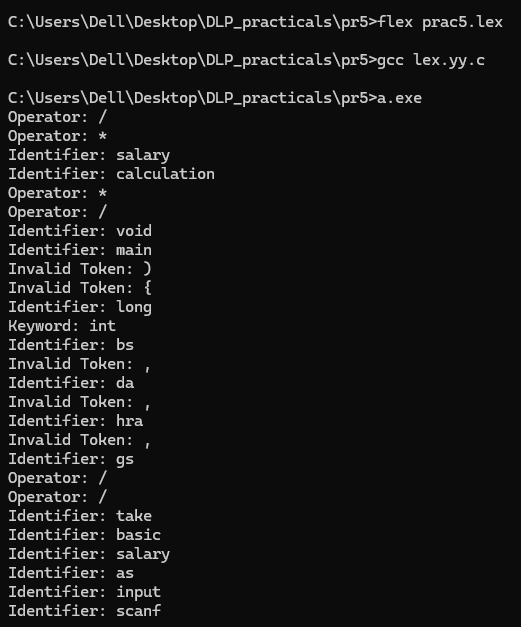 C:\Users\Dell\Desktop\DLP_practicals\pr5>flex prac5.lex
C:\Users\Dell\Desktop\DLP_practicals\pr5>gcc lex.yy.c
C:\Users\Dell\Desktop\DLP_practicals\pr5>a.exe
Operator: /
Operator: *
Identifier: salary
Identifier: calculation
Operator: *
Operator: /
Identifier: void
Identifier: main
Invalid Token: )
Invalid Token: {
Identifier: long
Keyword: int
Identifier: bs
Invalid Token: ,
Identifier: da
Invalid Token: ,
Identifier: hra
Invalid Token: ,
Identifier: gs
Operator: /
Operator: /
Identifier: take
Identifier: basic
Identifier: salary
Identifier: as
Identifier: input
Identifier: scanf